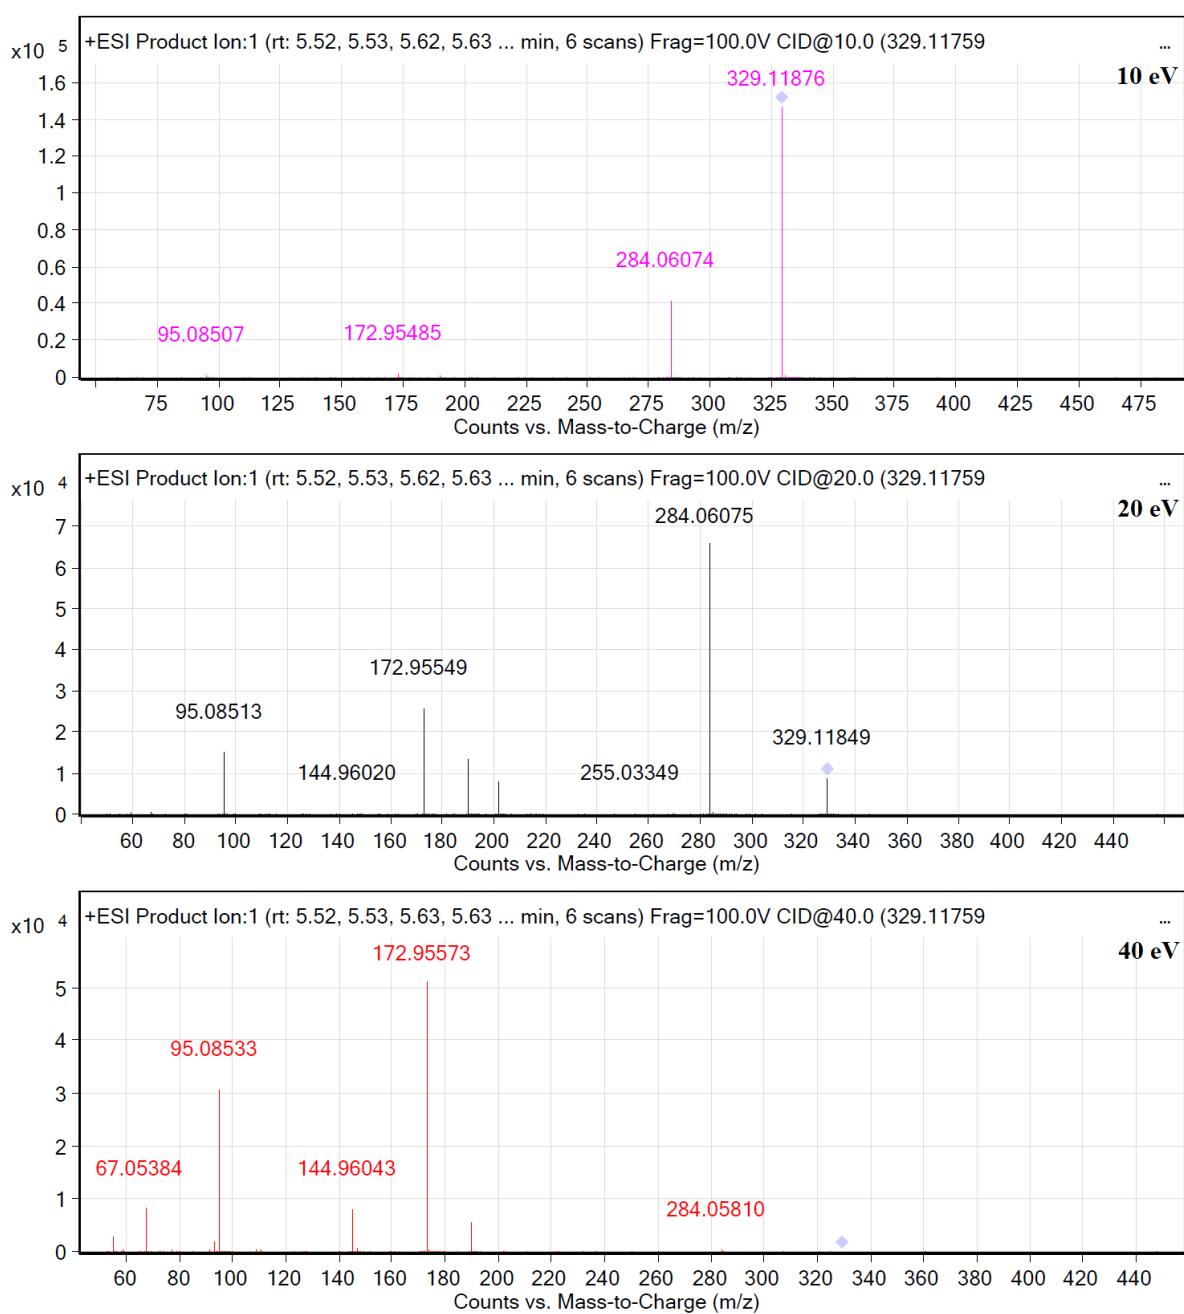 x10 5
+ESI Product Ion:1 (rt: 5.52, 5.53, 5.62, 5.63 ... min, 6 scans) Frag=100.0V CID@10.0 (329.11759 ...
10 eV
1.6
1.4
1.2
1
0.8
0.6
0.4
0.2
0
329.11876
284.06074
95.08507
172.95485
75 100 125 150 175 200 225 250 275 300 325 350 375 400 425 450 475
Counts vs. Mass-to-Charge (m/z)
x10 4
+ESI Product Ion:1 (rt: 5.52, 5.53, 5.62, 5.63 ... min, 6 scans) Frag=100.0V CID@20.0 (329.11759 ...
20 eV
7
6
5
4
3
2
1
0
284.06075
172.95549
95.08513
329.11849
144.96020
255.03349
60 80 100 120 140 160 180 200 220 240 260 280 300 320 340 360 380 400 420 440
Counts vs. Mass-to-Charge (m/z)
x10 4
+ESI Product Ion:1 (rt: 5.52, 5.53, 5.63, 5.63 ... min, 6 scans) Frag=100.0V CID@40.0 (329.11759 ...
40 eV
5
4
3
2
1
0
172.95573
95.08533
67.05384
144.96043
284.05810
60 80 100 120 140 160 180 200 220 240 260 280 300 320 340 360 380 400 420 440
Counts vs. Mass-to-Charge (m/z)